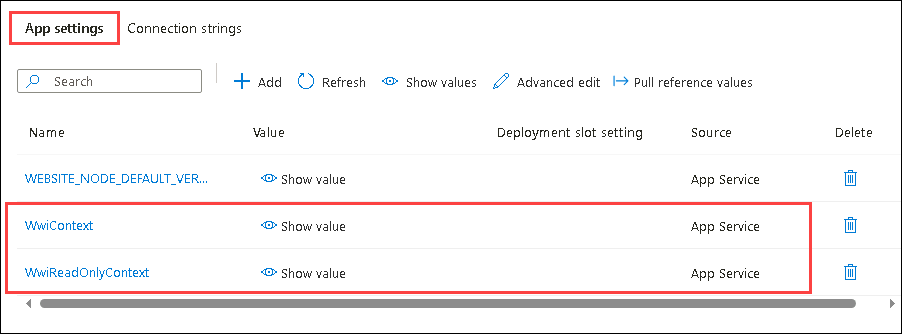 App settings Connection strings
Search Add Refresh Show values Advanced edit Pull reference values
Name Value Deployment slot setting Source Delete
WEBSITE_NODE_DEFAULT_VER... Show value App Service
WwiContext Show value App Service
WwiReadOnlyContext Show value App Service